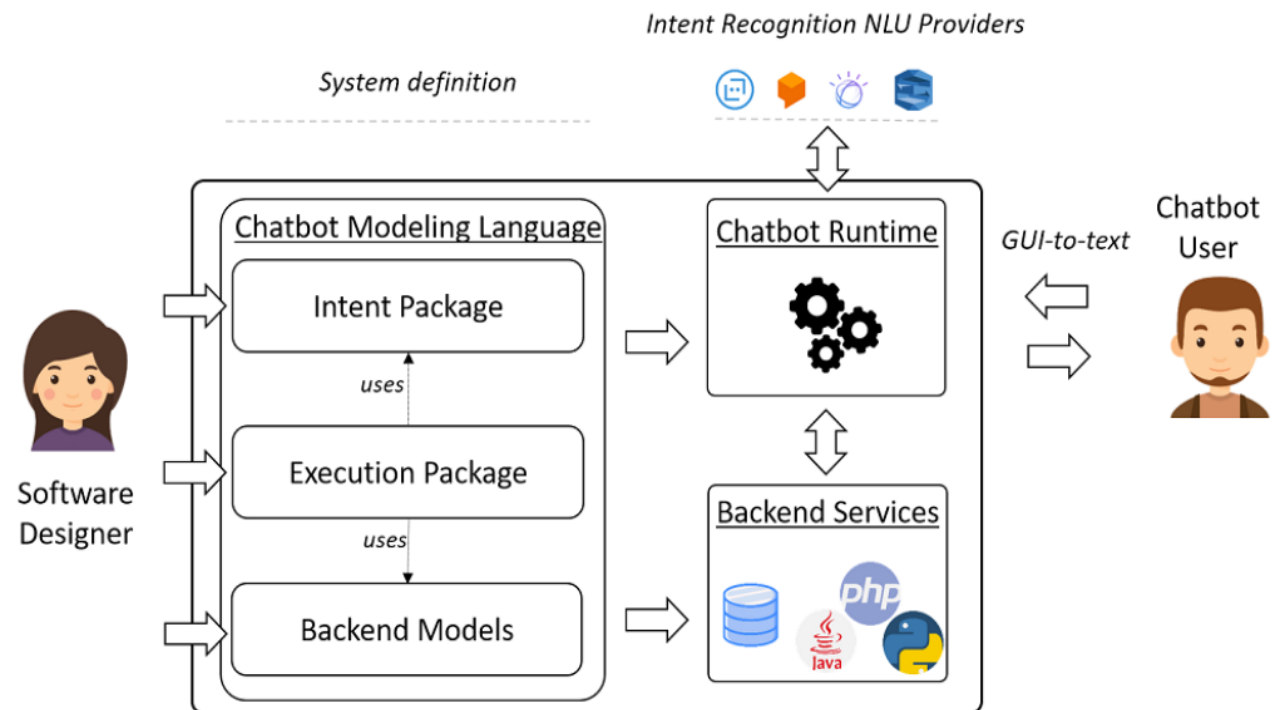 Intent Recognition NLU Providers
System definition
Chatbot Modeling Language
Intent Package
uses
Execution Package
uses
Backend Models
Software
Designer
Chatbot Runtime
Backend Services
php
Java
GUI-to-text
Chatbot
User